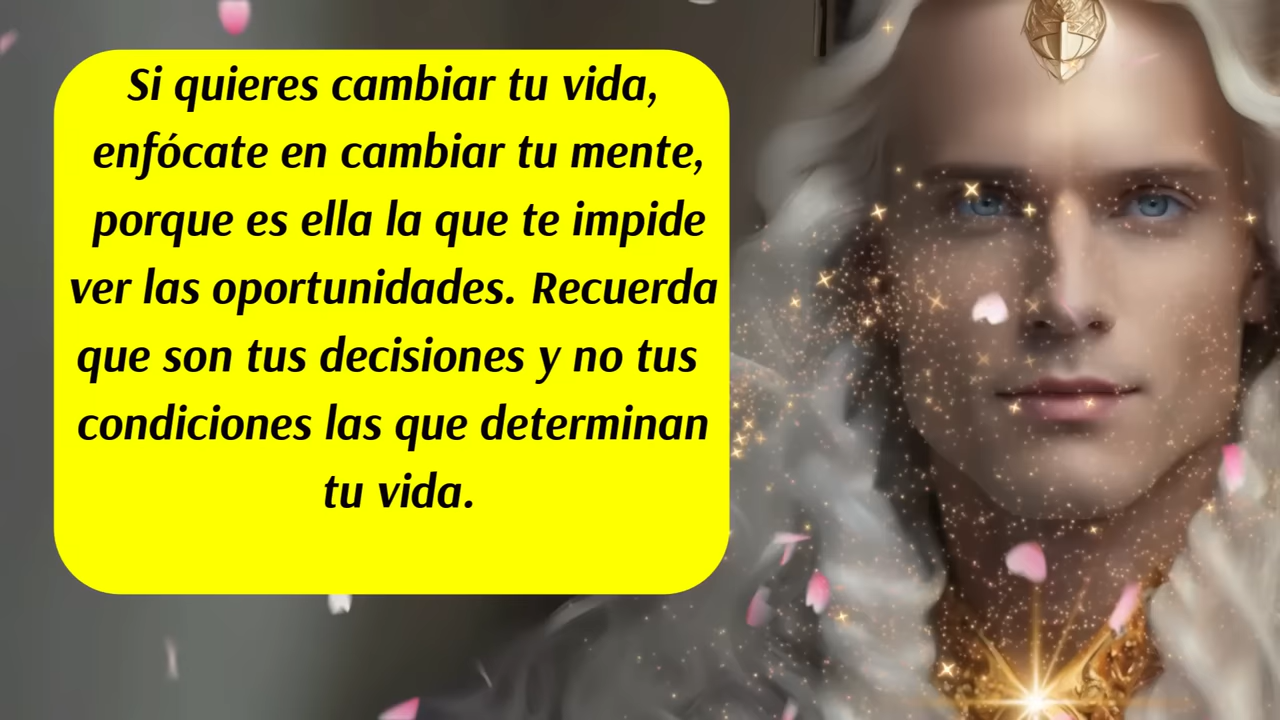 Si quieres cambiar tu vida,
enfócate en cambiar tu mente,
porque es ella la que te impide
ver las oportunidades. Recuerda
que son tus decisiones y no tus
condiciones las que determinan
tu vida.